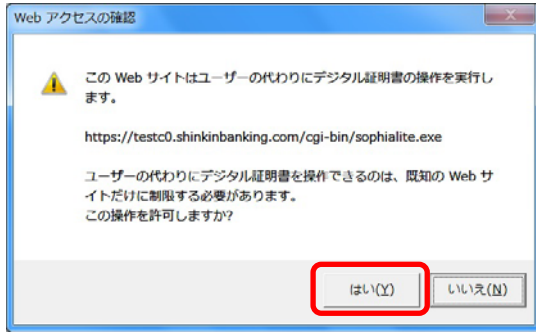 Web アクセスの確認
この Web サイトはユーザーの代わりにデジタル証明書の操作を実行し
ます。
https://testc0.shinkinbanking.com/cgi-bin/sophialite.exe
ユーザーの代わりにデジタル証明書を操作できるのは、既知の Web サ
イトだけに制限する必要があります。
この操作を許可しますか?
はい(Y) いいえ(N)